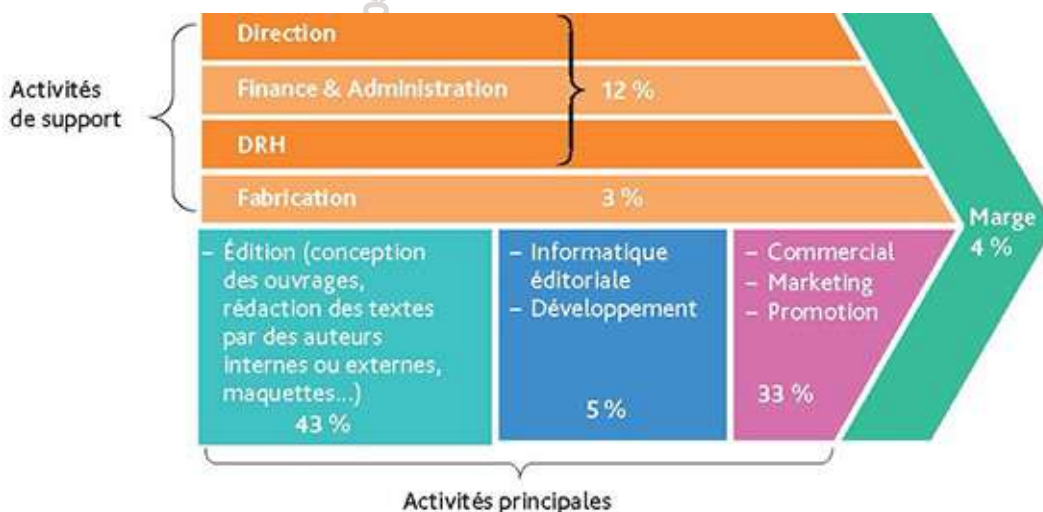 Direction
Activités
de support
Finance & Administration
12 %
DRH
Fabrication
3 %
Marge
4 %
– Édition (conception
des ouvrages,
rédaction des textes
par des auteurs
internes ou externes,
maquettes...)
43 %
– Informatique
éditoriale
– Développement
5 %
– Commercial
– Marketing
– Promotion
33 %
Activités principales